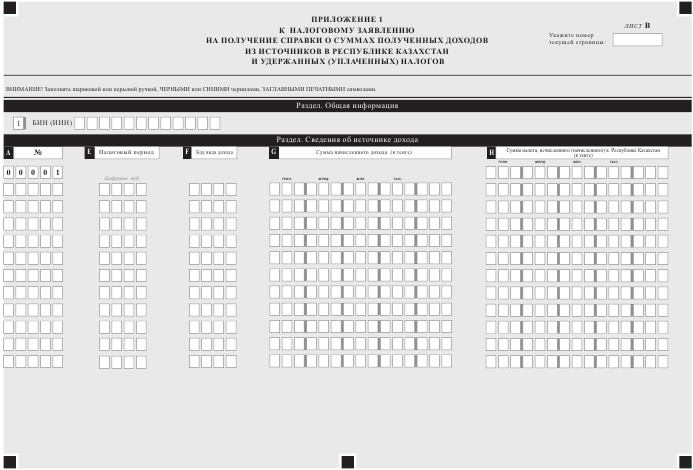 ПРИЛОЖЕНИЕ 1
К НАЛОГОВОМУ ЗАЯВЛЕНИЮ
НА ПОЛУЧЕНИЕ СПРАВКИ О СУММАХ ПОЛУЧЕННЫХ ДОХОДОВ
ИЗ ИСТОЧНИКОВ В РЕСПУБЛИКЕ КАЗАХСТАН
И УДЕРЖАННЫХ (УПЛАЧЕННЫХ) НАЛОГОВ
ЛИСТ В
Укажите номер
текущей страницы:
ВНИМАНИЕ! Заполнять шариковой или перьевой ручкой, ЧЕРНЫМИ или СИНИМИ чернилами, ЗАГЛАВНЫМИ ПЕЧАТНЫМИ символами.
Раздел. Общая информация
1 БИН (ИИН)
Раздел. Сведения об источнике дохода
A № E Налоговый период F Код вида дохода G Сумма начисленного дохода (в тенге) H Сумма налога, исчисленного (начисленного) в Республике Казахстан
(в тенге)
трлн. млрд. млн. тыс.
0 0 0 0 1
Цифрами год
трлн. млрд. млн. тыс.